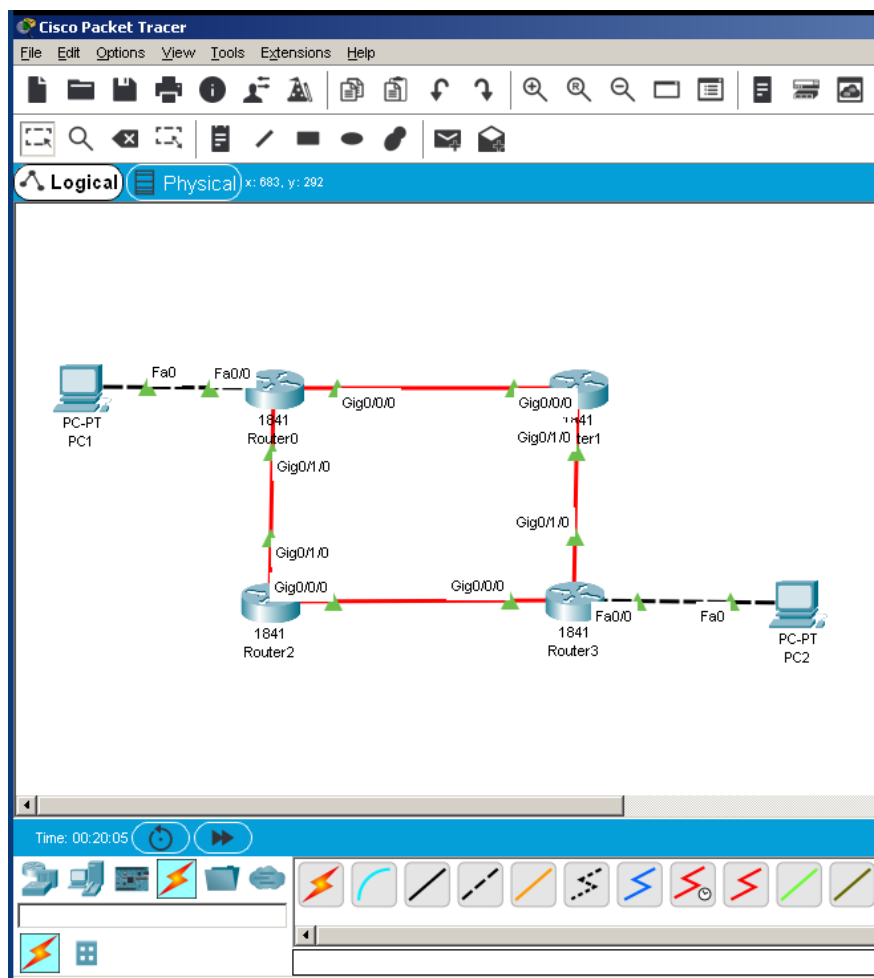 Cisco Packet Tracer
File Edit Options View Tools Extensions Help
Logical Physical x: 683, y: 292
Fa0 Fa0/0
Gig0/0/0 Gig0/0/0
PC-PT
PC1
1841
Router0
41
ter1
Gig0/1/0
Gig0/1/0
Gig0/1/0
Gig0/1/0
Gig0/0/0 Gig0/0/0
Fa0/0 Fa0
1841
Router2
1841
Router3
PC-PT
PC2
Time: 00:20:05